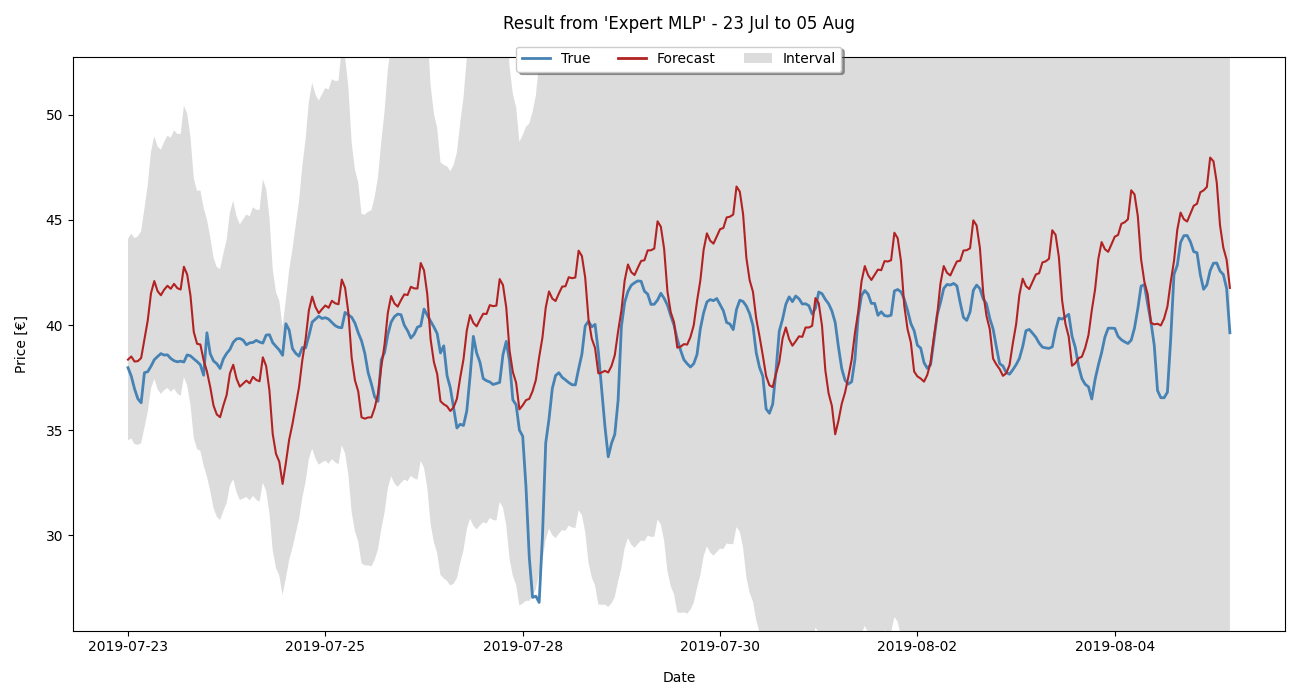 Result from 'Expert MLP' - 23 Jul to 05 Aug
True Forecast Interval
50
45
40
35
30
Price [€]
2019-07-23 2019-07-25 2019-07-28 2019-07-30 2019-08-02 2019-08-04
Date